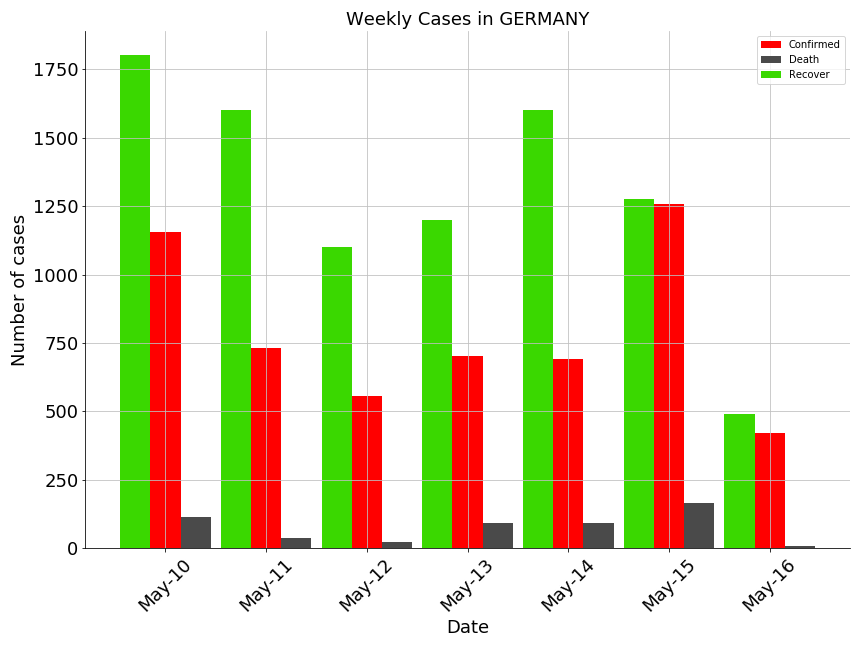 Weekly Cases in GERMANY
Confirmed
Death
Recover
Number of cases
1750
1500
1250
1000
750
500
250
0
May-10
May-11
May-12
May-13
May-14
May-15
May-16
Date